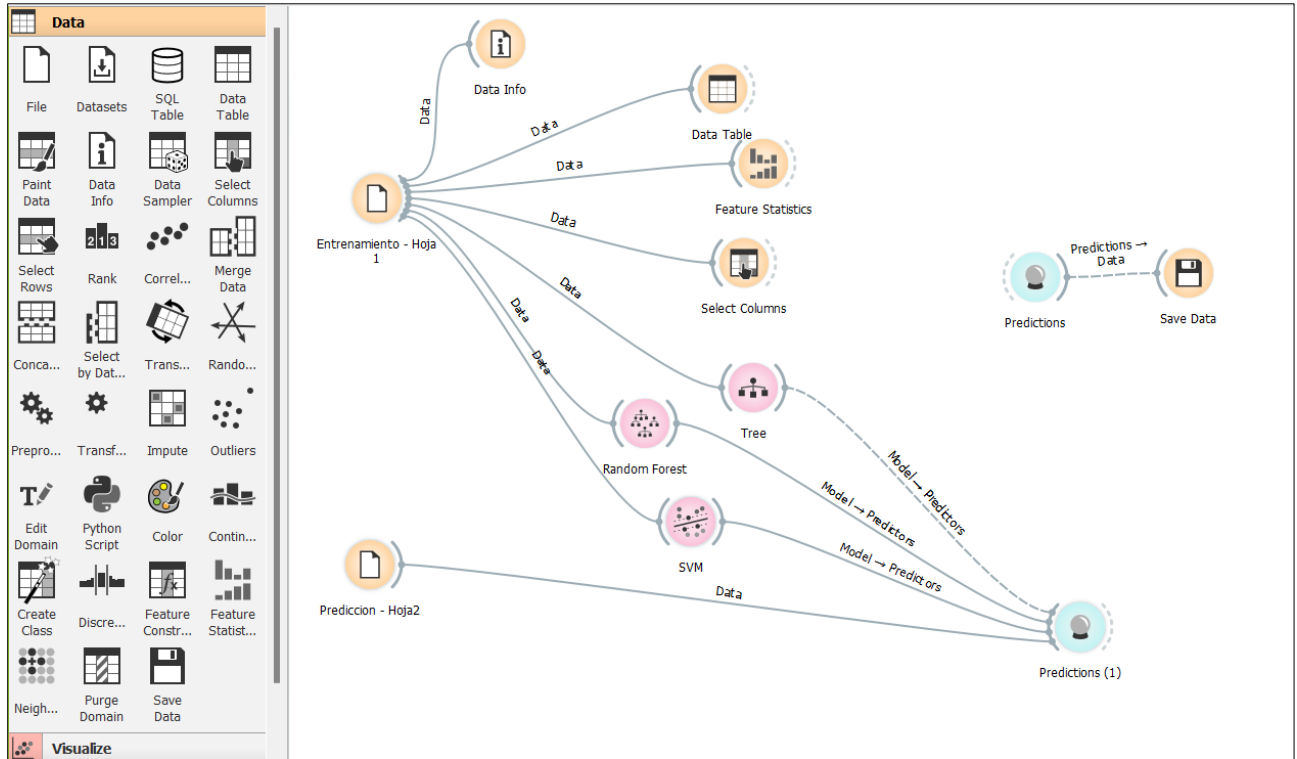 Data
File
Datasets
SQL
Table
Data
Table
Paint
Data
Data
Info
Data
Sampler
Select
Columns
Select
Rows
Rank
Correl...
Merge
Data
Conca...
Select
by Dat...
Trans...
Rando...
Prepro...
Transf...
Impute
Outliers
Edit
Domain
Python
Script
Color
Contin...
Create
Class
Discre...
Feature
Constr...
Feature
Statist...
Neigh...
Purge
Domain
Save
Data
Visualize
Data Info
Data
Data
Data Table
Data
Feature Statistics
Entrenamiento - Hoja
1
Data
Select Columns
Predictions →
Data
Predictions
Save Data
Data
Data
Data
Tree
Random Forest
Model → Predictors
Model → Predictors
SVM
Model → Predictors
Prediccion - Hoja2
Data
Predictions (1)